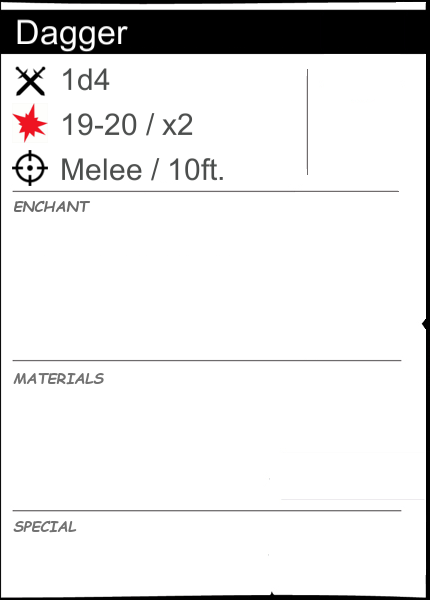 Dagger
1d4
19-20 / x2
Melee / 10ft.
ENCHANT
MATERIALS
SPECIAL